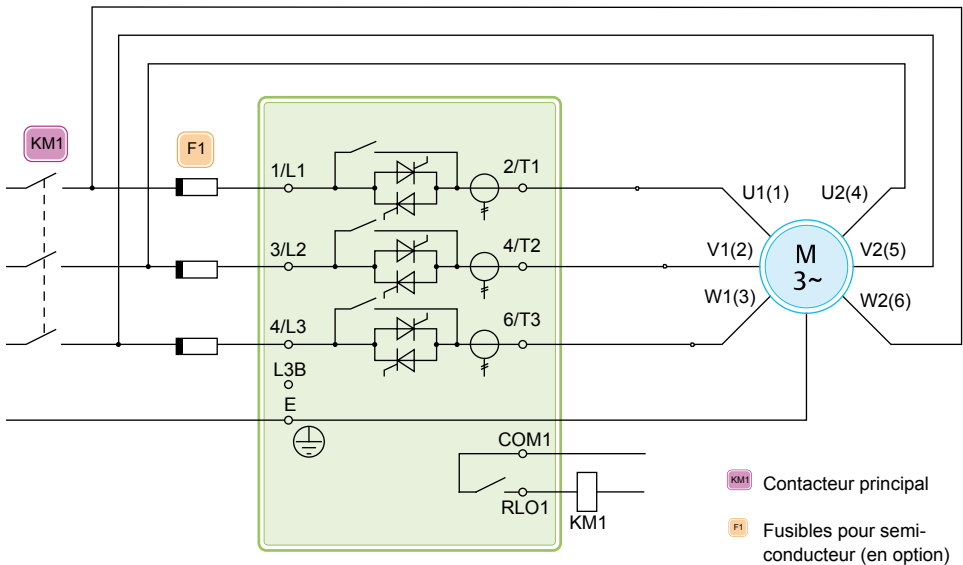 KM1
F1
1/L1
2/T1
U1(1)
U2(4)
3/L2
4/T2
V1(2)
V2(5)
M
3~
4/L3
6/T3
W1(3)
W2(6)
L3B
E
COM1
RLO1
KM1
KM1 Contacteur principal
F1 Fusibles pour semi-
conducteur (en option)